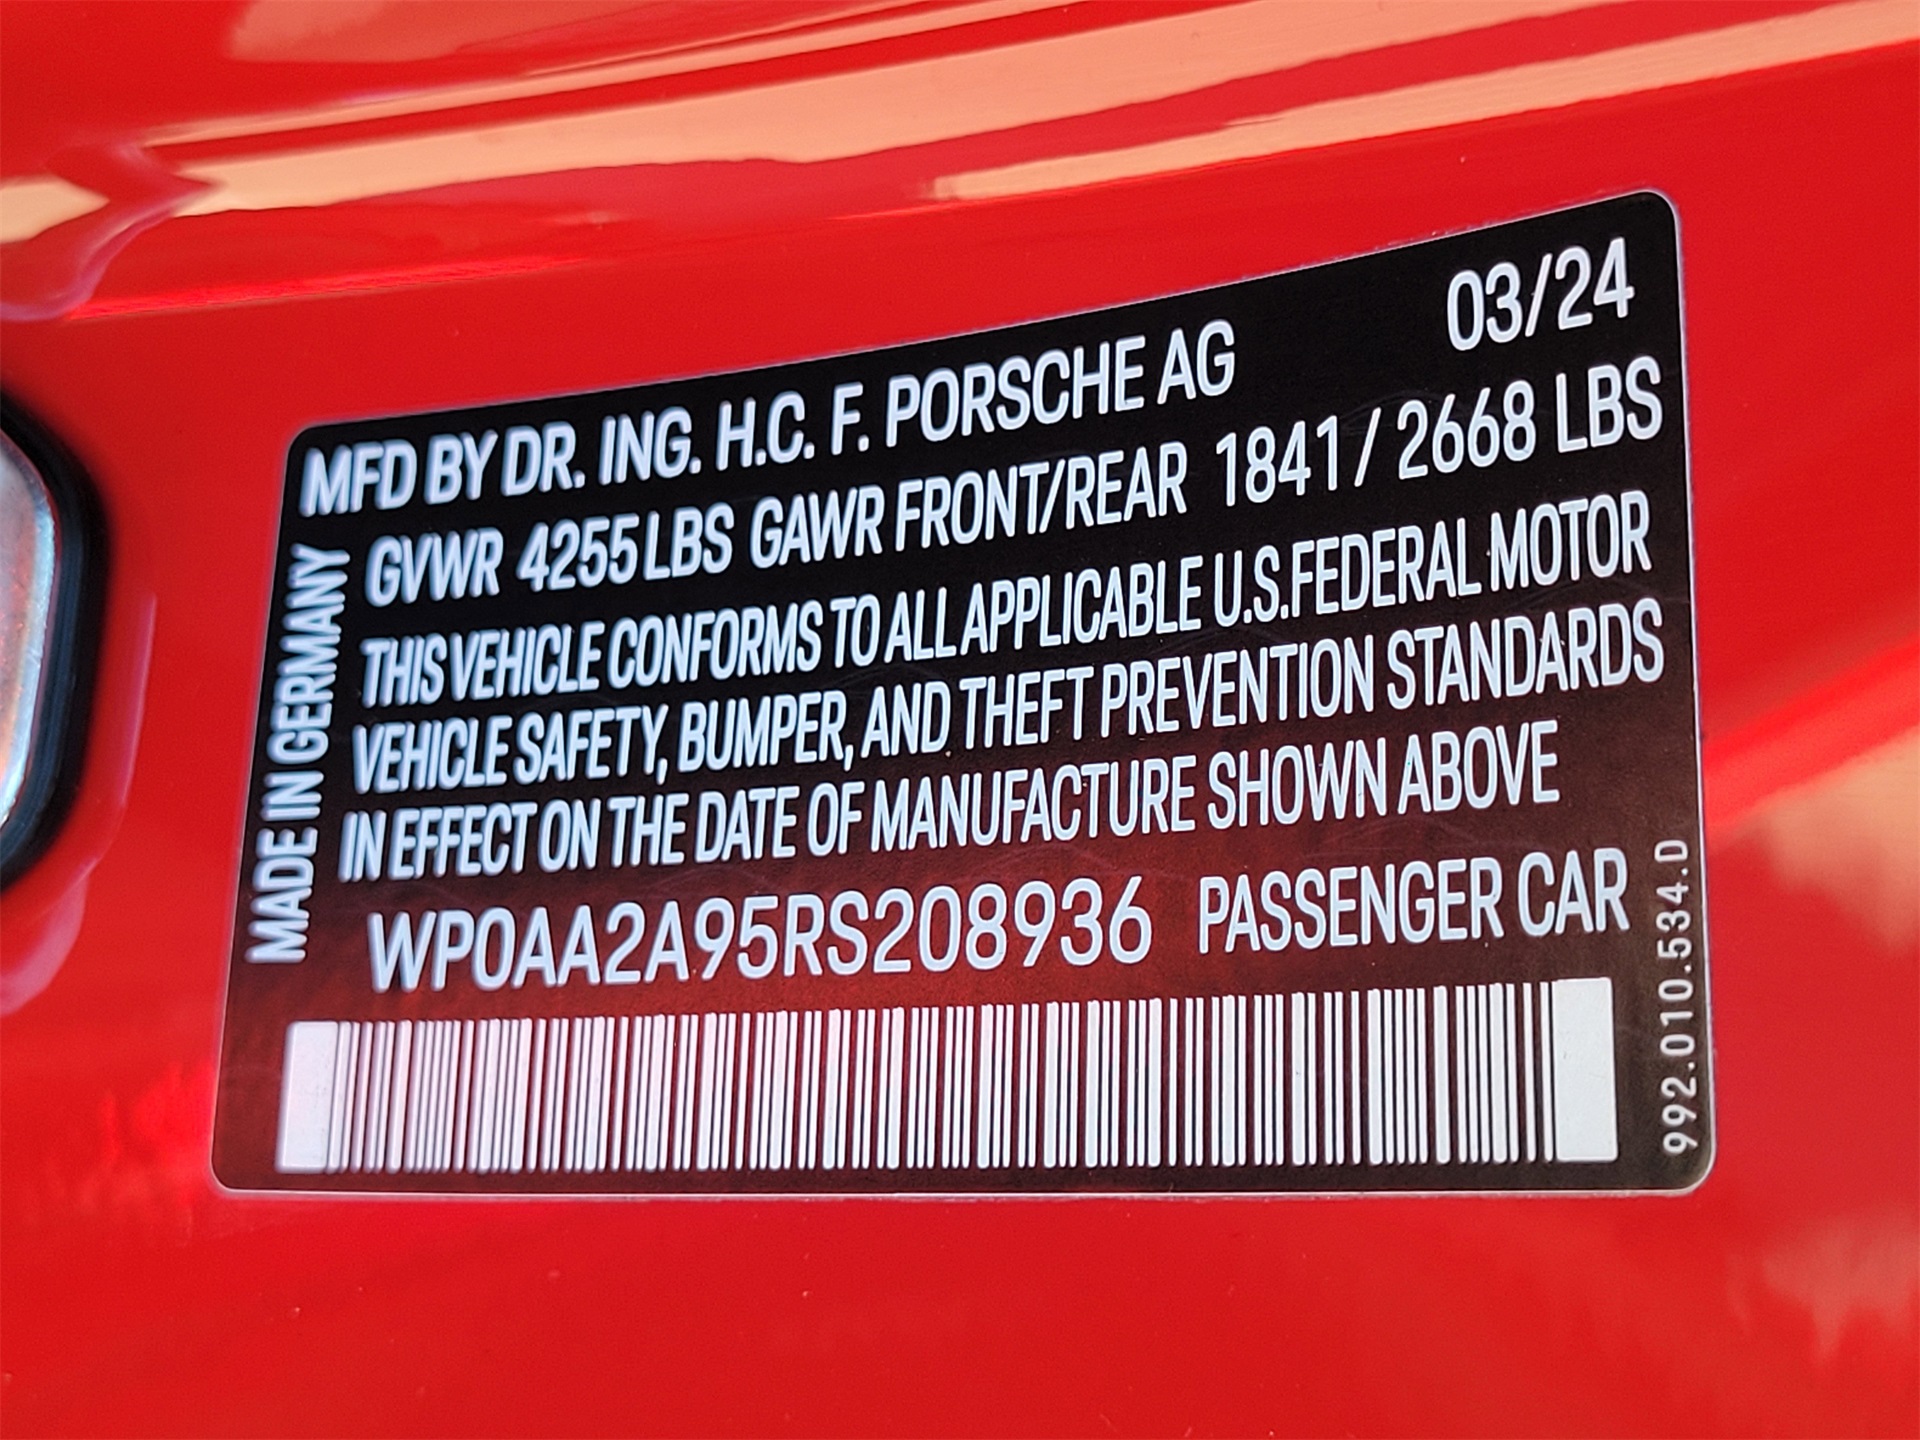 MFD BY DR. ING. H.C. F. PORSCHE AG 03/24
GVWR 4255 LBS GAWR FRONT/REAR 1841 / 2668 LBS
THIS VEHICLE CONFORMS TO ALL APPLICABLE U.S.FEDERAL MOTOR
VEHICLE SAFETY, BUMPER, AND THEFT PREVENTION STANDARDS
IN EFFECT ON THE DATE OF MANUFACTURE SHOWN ABOVE
WP0AA2A95RS208936 PASSENGER CAR
MADE IN GERMANY
992.010.534.D